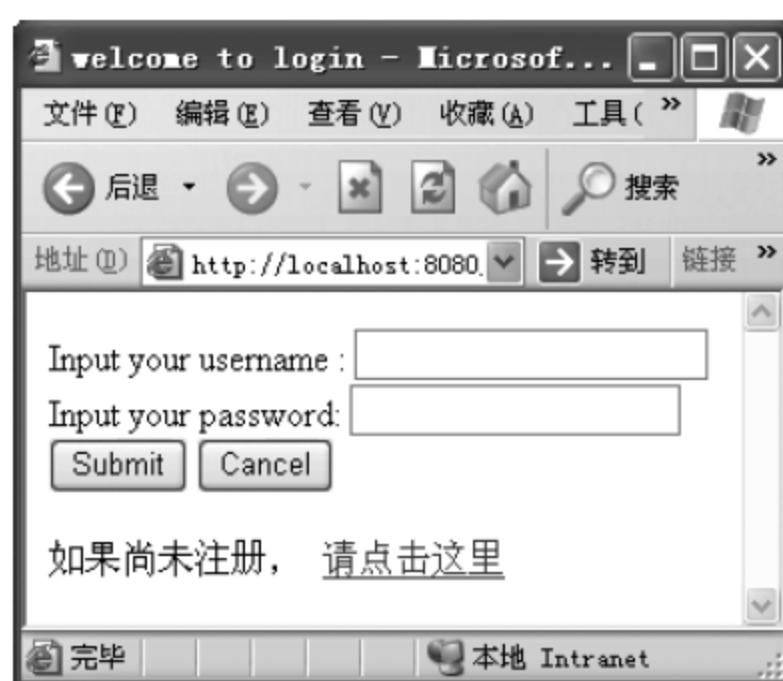 welcome to login - Microsof...
文件(F) 编辑(E) 查看(V) 收藏(A) 工具( »
后退 搜索 »
地址(D) http://localhost:8080 转到 链接 »
Input your username :
Input your password:
Submit Cancel
如果尚未注册， 请点击这里
完毕 本地 Intranet